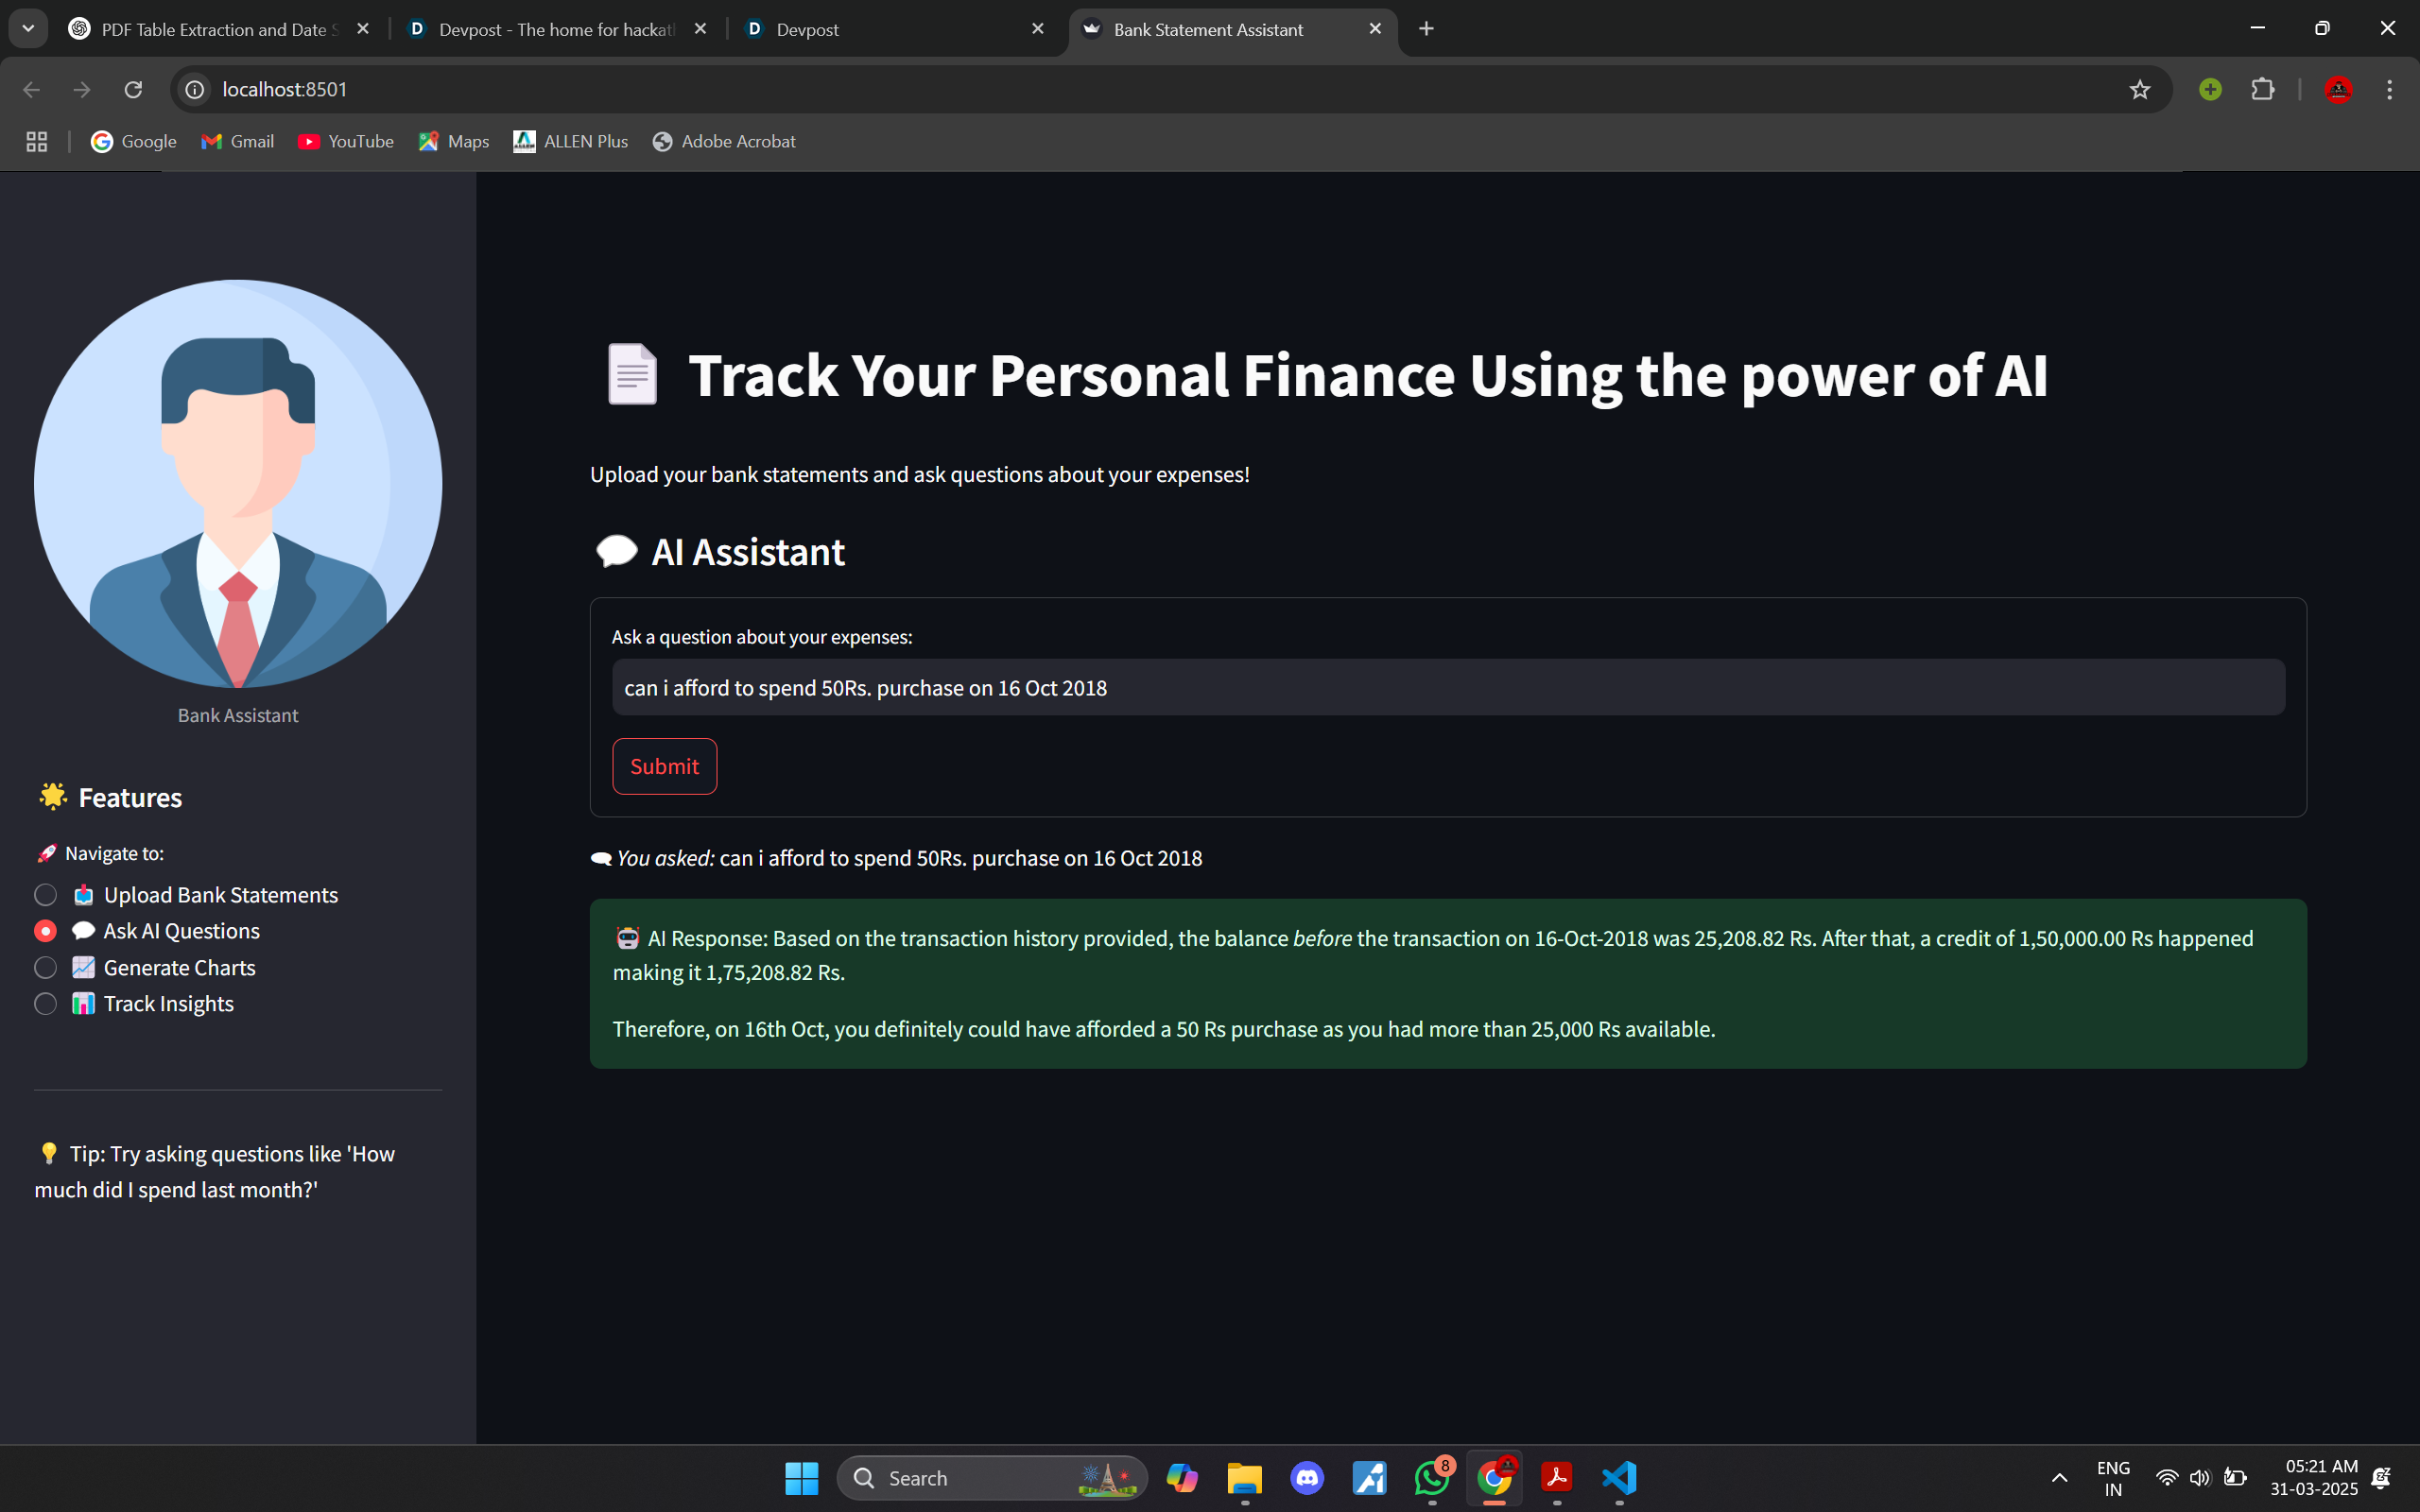 PDF Table Extraction and Date S
Devpost - The home for hackath
Devpost
Bank Statement Assistant
localhost:8501
Google
Gmail
YouTube
Maps
ALLEN Plus
Adobe Acrobat
Bank Assistant
Features
Navigate to:
Upload Bank Statements
Ask AI Questions
Generate Charts
Track Insights
Tip: Try asking questions like 'How
much did I spend last month?'
Track Your Personal Finance Using the power of AI
Upload your bank statements and ask questions about your expenses!
AI Assistant
Ask a question about your expenses:
can i afford to spend 50Rs. purchase on 16 Oct 2018
Submit
You asked: can i afford to spend 50Rs. purchase on 16 Oct 2018
AI Response: Based on the transaction history provided, the balance before the transaction on 16-Oct-2018 was 25,208.82 Rs. After that, a credit of 1,50,000.00 Rs happened
making it 1,75,208.82 Rs.
Therefore, on 16th Oct, you definitely could have afforded a 50 Rs purchase as you had more than 25,000 Rs available.
Search
8
ENG
IN
05:21 AM
31-03-2025